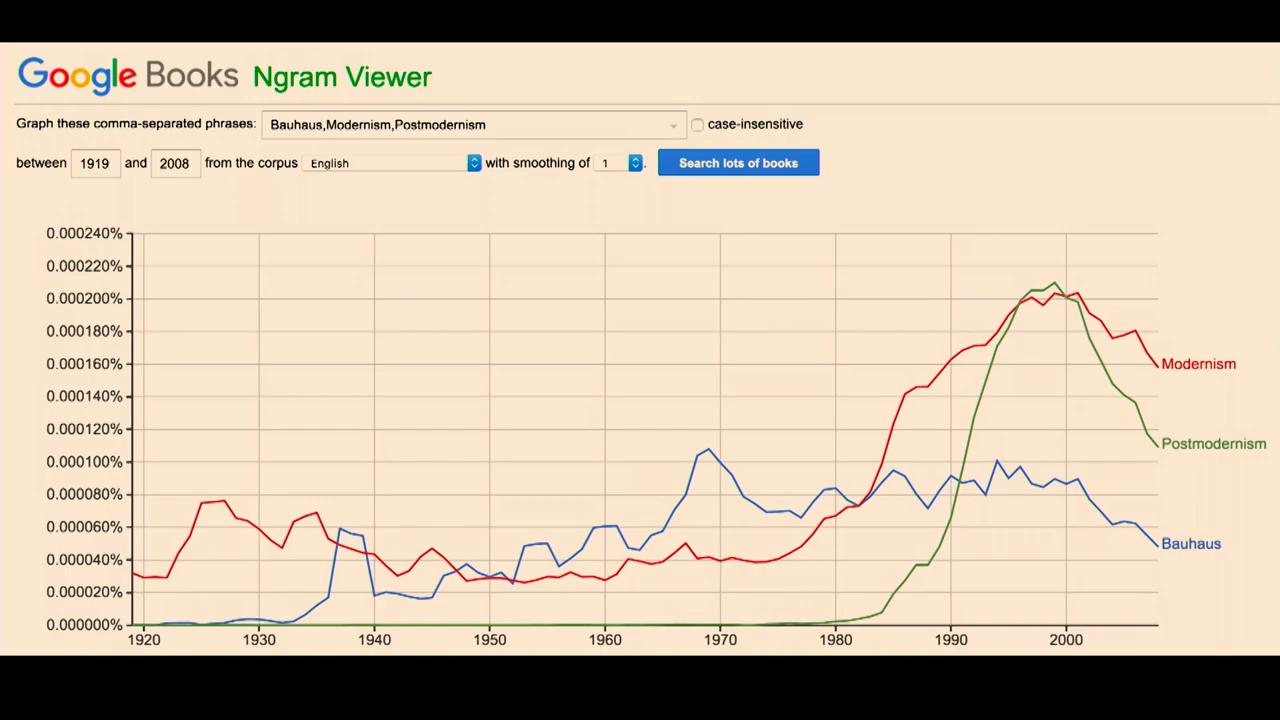 Google Books Ngram Viewer
Graph these comma-separated phrases: Bauhaus,Modernism,Postmodernism case-insensitive
between 1919 and 2008 from the corpus English with smoothing of 1 . Search lots of books
0.000240%
0.000220%
0.000200%
0.000180%
0.000160%
Modernism
0.000140%
0.000120%
Postmodernism
0.000100%
0.000080%
0.000060%
Bauhaus
0.000040%
0.000020%
0.000000%
1920 1930 1940 1950 1960 1970 1980 1990 2000